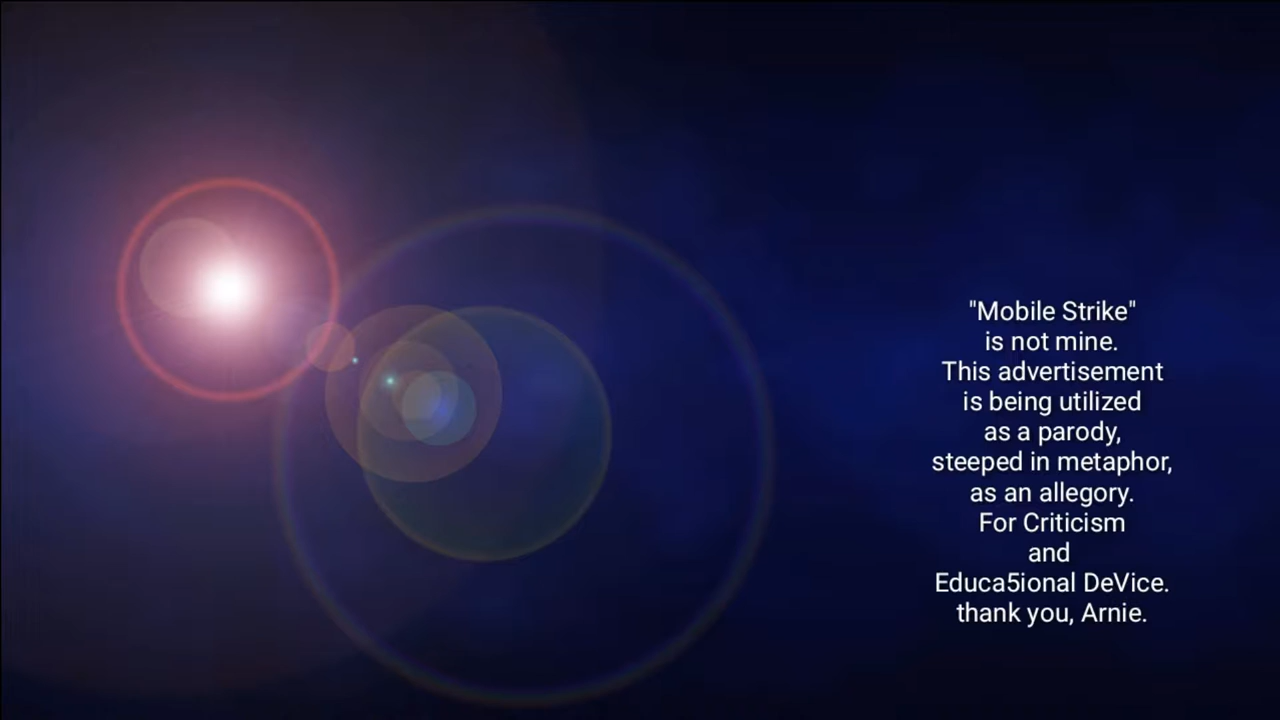 "Mobile Strike"
is not mine.
This advertisement
is being utilized
as a parody,
steeped in metaphor,
as an allegory.
For Criticism
and
Educa5ional DeVice.
thank you, Arnie.